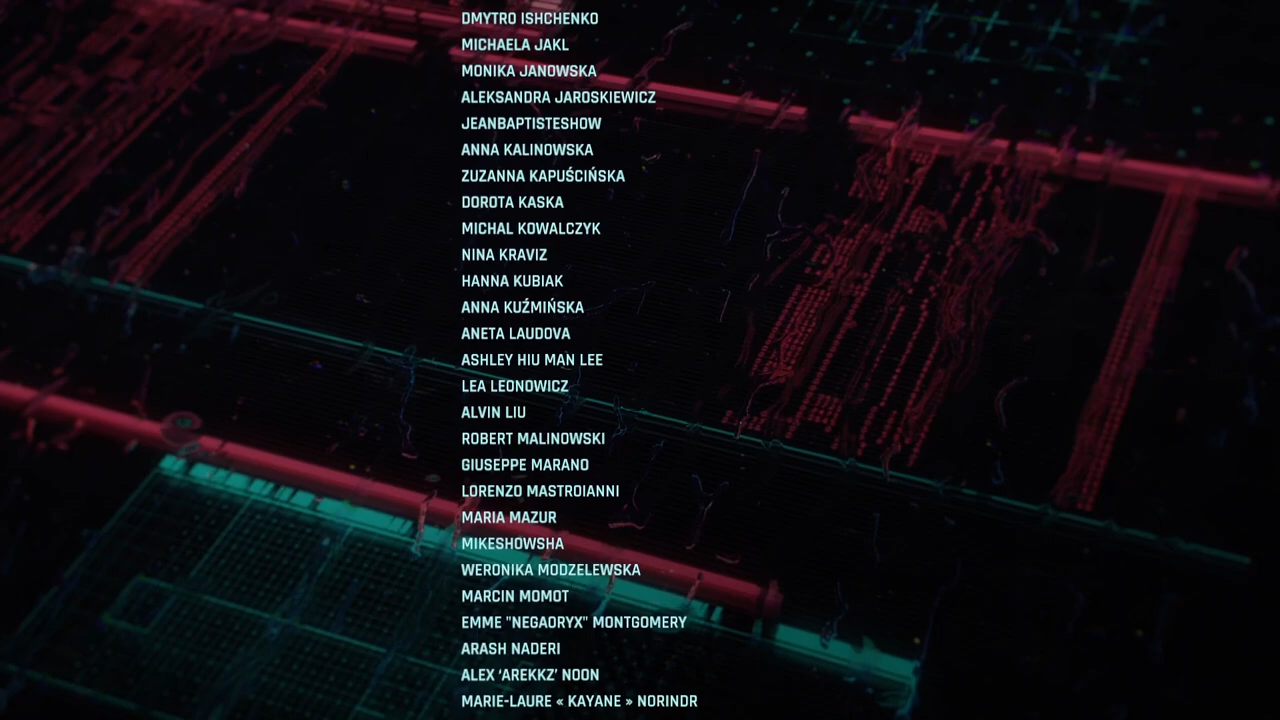 DMYTRO ISHCHENKO
MICHAELA JAKL
MONIKA JANOWSKA
ALEKSANDRA JAROSKIEWICZ
JEANBAPTISTESHOW
ANNA KALINOWSKA
ZUZANNA KAPUŚCIŃSKA
DOROTA KASKA
MICHAL KOWALCZYK
NINA KRAVIZ
HANNA KUBIAK
ANNA KUŹMIŃSKA
ANETA LAUDOVA
ASHLEY HIU MAN LEE
LEA LEONOWICZ
ALVIN LIU
ROBERT MALINOWSKI
GIUSEPPE MARANO
LORENZO MASTROIANNI
MARIA MAZUR
MIKESHOWSHA
WERONIKA MODZELEWSKA
MARCIN MOMOT
EMME "NEGAORYX" MONTGOMERY
ARASH NADERI
ALEX ‘AREKKZ’ NOON
MARIE-LAURE « KAYANE » NORINDR